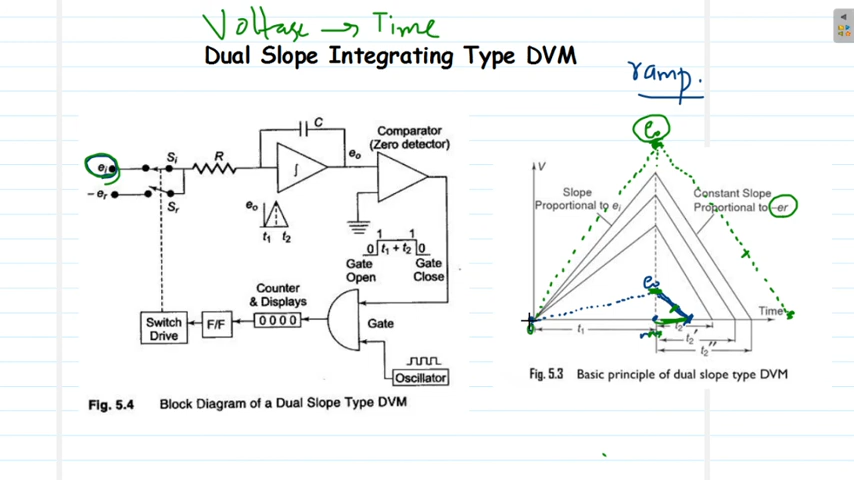 Voltage → Time
Dual Slope Integrating Type DVM
ramp.
ei
Si
R
C
eo
Comparator
(Zero detector)
∫
- er
Sr
eo
t1 t2
1 1
0 t1 + t2 0
Gate
Open
Gate
Close
Counter
& Displays
0000
Switch
Drive
F/F
Gate
Oscillator
Fig. 5.4 Block Diagram of a Dual Slope Type DVM
eo
V
Slope
Proportional to ei
Constant Slope
Proportional to -er
eo
Time
0
t1
t2
t2'
t2''
Fig. 5.3 Basic principle of dual slope type DVM